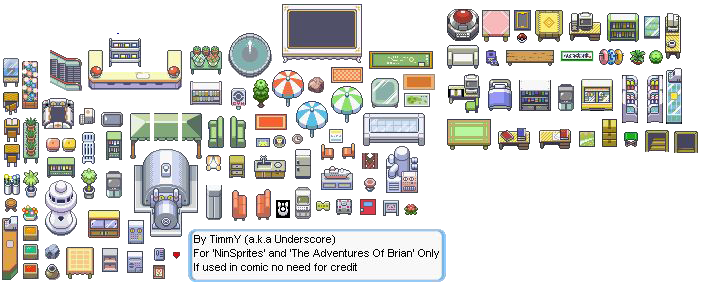 By TimmY (a.k.a Underscore)
For 'NinSprites' and 'The Adventures Of Brian' Only
If used in comic no need for credit